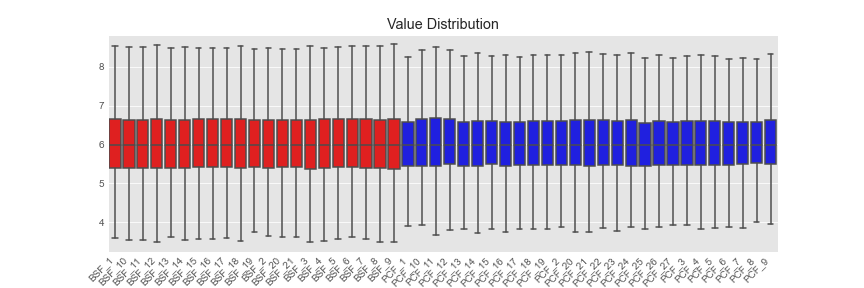 Value Distribution
8
7
6
5
4
BSF_1
BSF_10
BSF_11
BSF_12
BSF_13
BSF_14
BSF_15
BSF_16
BSF_17
BSF_18
BSF_19
BSF_2
BSF_20
BSF_21
BSF_3
BSF_4
BSF_5
BSF_6
BSF_7
BSF_8
BSF_9
PCF_1
PCF_10
PCF_11
PCF_12
PCF_13
PCF_14
PCF_15
PCF_16
PCF_17
PCF_18
PCF_19
PCF_2
PCF_20
PCF_21
PCF_22
PCF_23
PCF_24
PCF_25
PCF_26
PCF_27
PCF_3
PCF_4
PCF_5
PCF_6
PCF_7
PCF_8
PCF_9